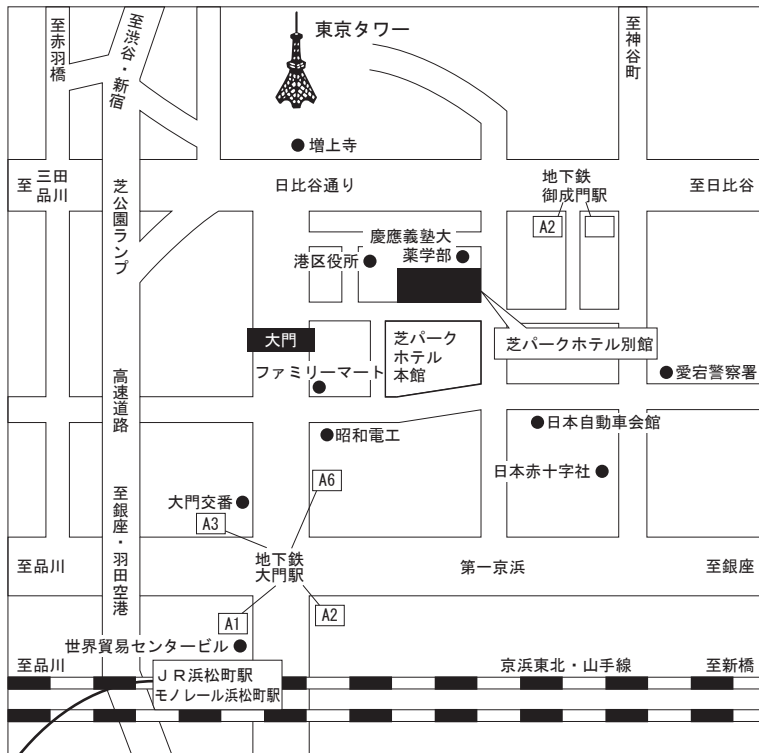 至赤羽橋
至渋谷・新宿
東京タワー
至神谷町
増上寺
至三田
品川
芝公園ランプ
日比谷通り
地下鉄
御成門駅
至日比谷
A2
慶應義塾大
薬学部
港区役所
大門
芝パーク
ホテル
本館
芝パークホテル別館
ファミリーマート
愛宕警察署
高速道路
昭和電工
日本自動車会館
日本赤十字社
A6
大門交番
A3
至銀座・羽田空港
至品川
地下鉄
大門駅
第一京浜
至銀座
A1
A2
世界貿易センタービル
至品川
JR浜松町駅
モノレール浜松町駅
京浜東北・山手線
至新橋